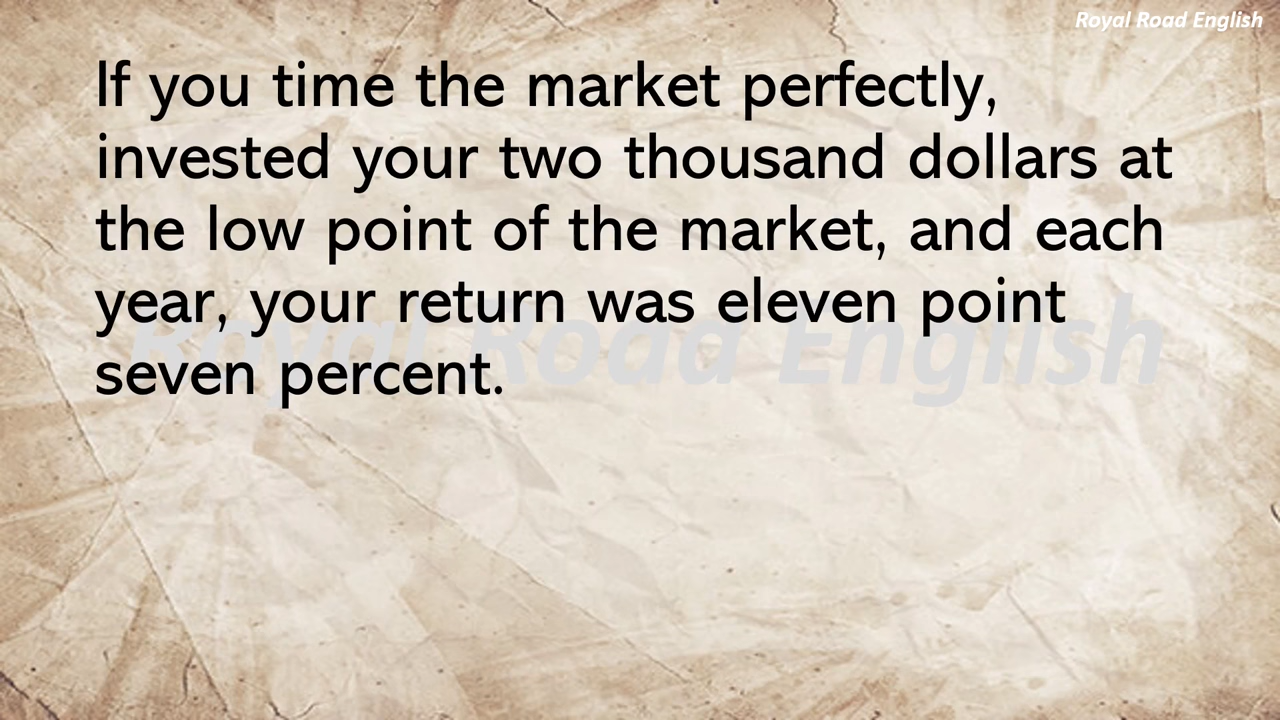 Royal Road English
If you time the market perfectly,
invested your two thousand dollars at
the low point of the market, and each
year, your return was eleven point
seven percent.
Royal Road English